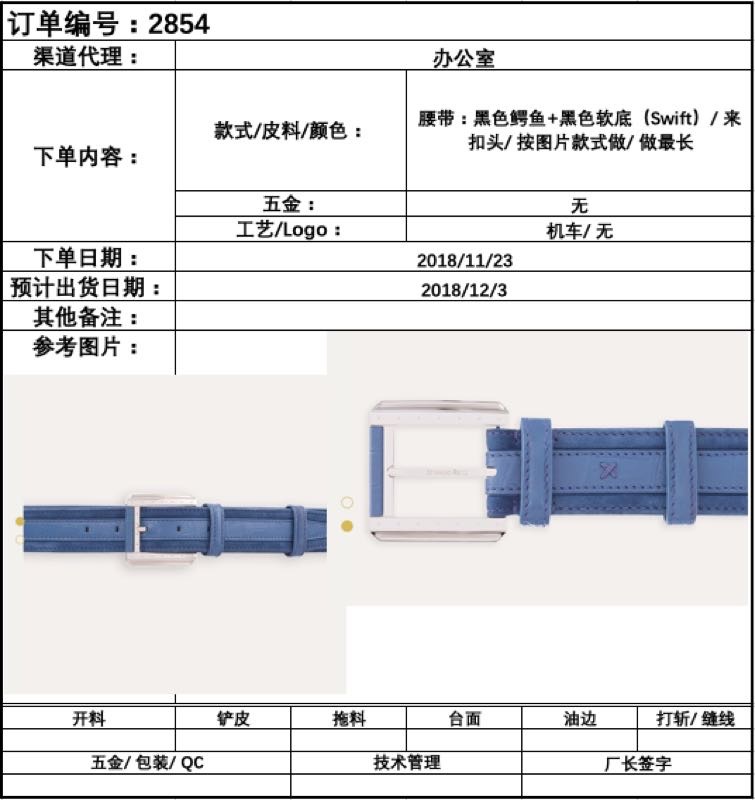 订单编号：2854
渠道代理：
办公室
下单内容：
款式/皮料/颜色：
腰带：黑色鳄鱼+黑色软底（Swift）/ 来
扣头/ 按图片款式做/ 做最长
五金：
无
工艺/Logo：
机车/ 无
下单日期：
2018/11/23
预计出货日期：
2018/12/3
其他备注：
参考图片：
开料
铲皮
拖料
台面
油边
打斩/ 缝线
五金/ 包装/ QC
技术管理
厂长签字